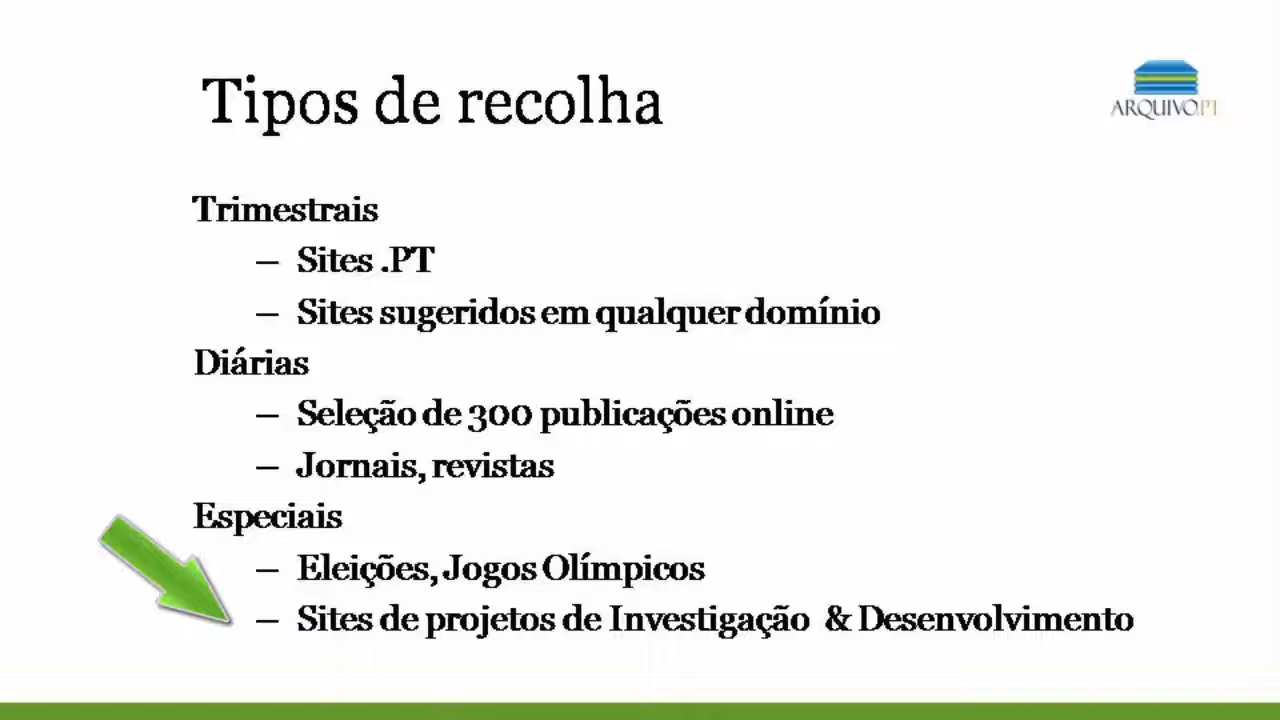 Tipos de recolha
ARQUIVO.PT
Trimestrais
– Sites .PT
– Sites sugeridos em qualquer domínio
Diárias
– Seleção de 300 publicações online
– Jornais, revistas
Especiais
– Eleições, Jogos Olímpicos
– Sites de projetos de Investigação & Desenvolvimento